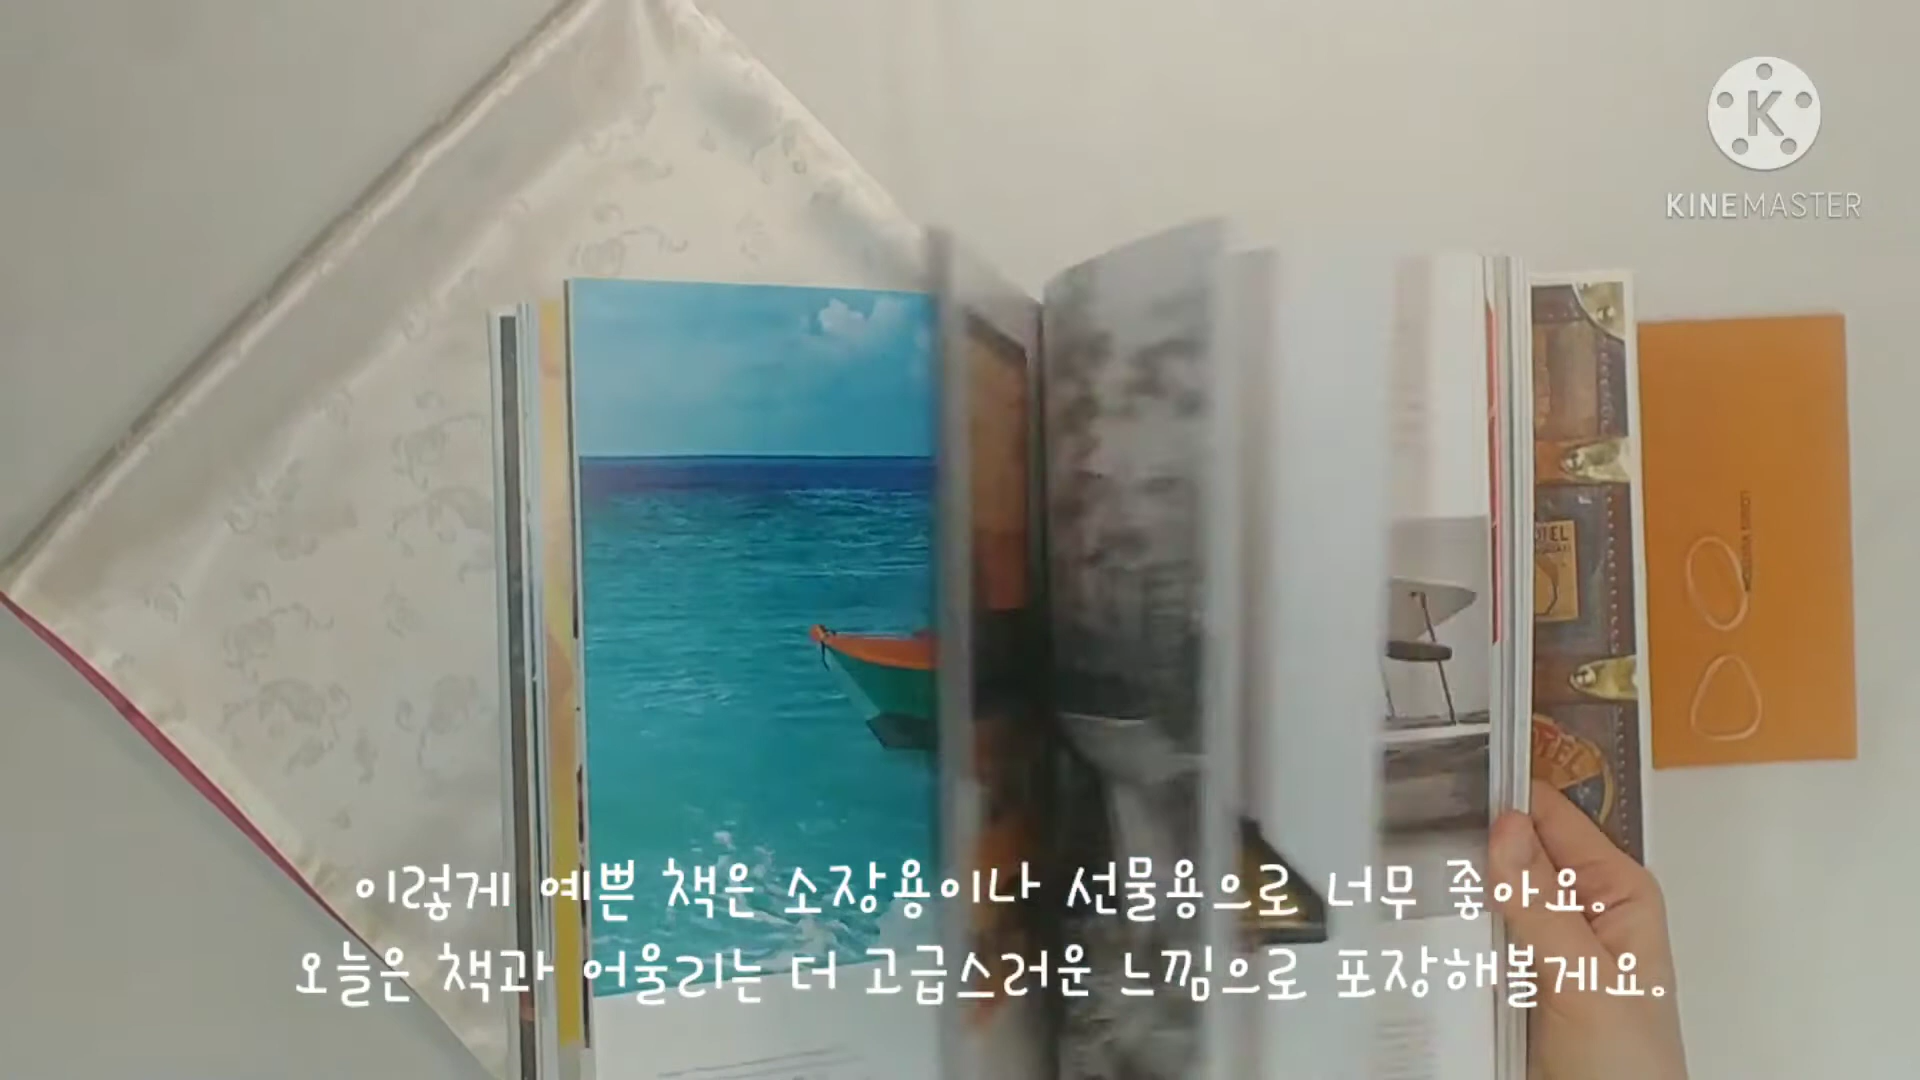 KINEMASTER
이렇게 예쁜 책은 소장용이나 선물용으로 너무 좋아요.
오늘은 책과 어울리는 더 고급스러운 느낌으로 포장해볼게요.